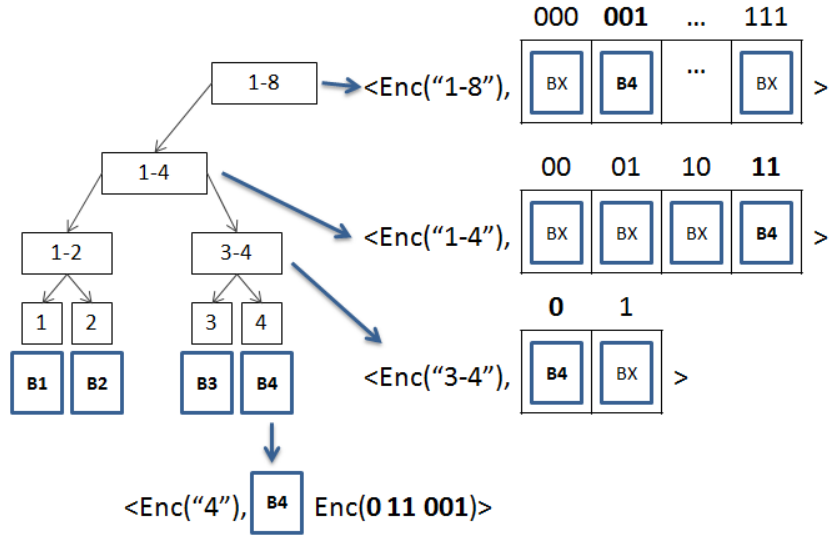 000 001 ... 111
1-8
<Enc("1-8"), BX B4 ... BX >
1-4
00 01 10 11
<Enc("1-4"), BX BX BX B4 >
1-2 3-4
1 2 3 4
0 1
B1 B2 B3 B4
<Enc("3-4"), B4 BX >
<Enc("4"), B4 Enc(0 11 001)>